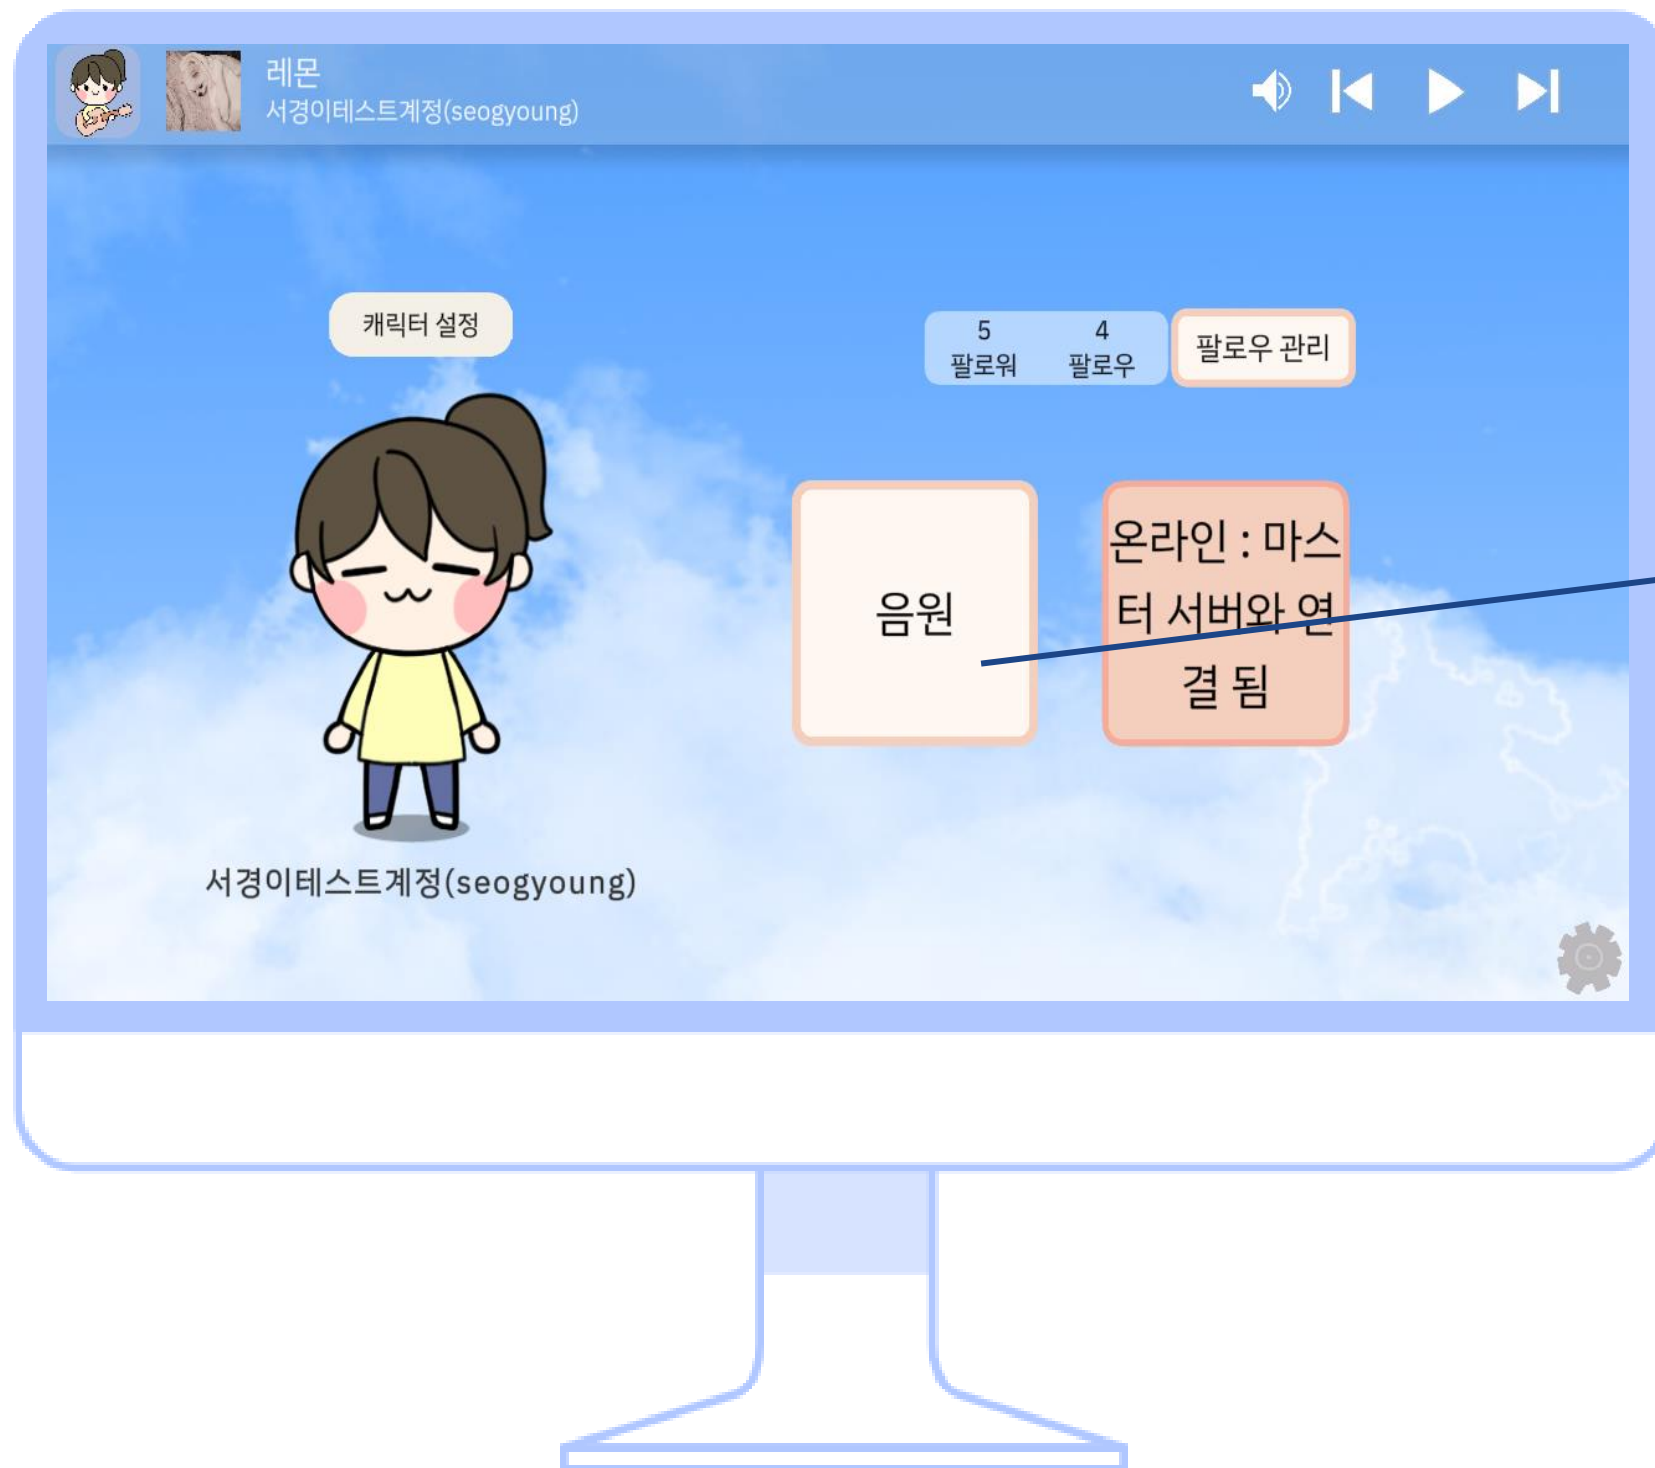 레몬
서경이테스트계정(seogyoung)
캐릭터 설정
5
팔로워
4
팔로우
팔로우 관리
음원
온라인 : 마스
터 서버와 연
결 됨
서경이테스트계정(seogyoung)